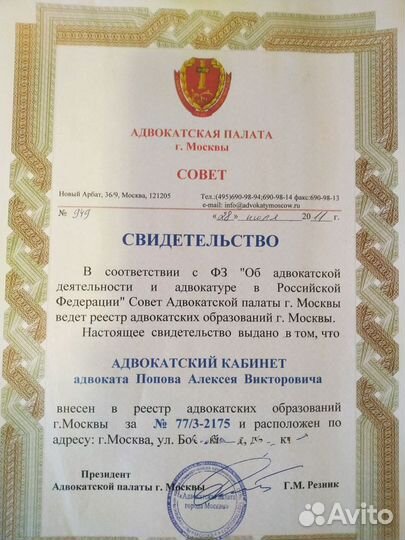 АДВОКАТСКАЯ ПАЛАТА
г. Москвы
СОВЕТ
Новый Арбат, 36/9, Москва, 121205
Тел.:(495)690-98-94;690-98-14 факс:690-98-13
e-mail: info@advokatymoscow.ru
№ 949 «28» июля 2011 г.
СВИДЕТЕЛЬСТВО
В соответствии с ФЗ "Об адвокатской
деятельности и адвокатуре в Российской
Федерации" Совет Адвокатской палаты г. Москвы
ведет реестр адвокатских образований г. Москвы.
Настоящее свидетельство выдано в том, что
АДВОКАТСКИЙ КАБИНЕТ
адвоката Попова Алексея Викторовича
внесен в реестр адвокатских образований
г.Москвы за № 77/3-2175 и расположен по
адресу: г.Москва, ул.
Президент
Адвокатской палаты г. Москвы
Г.М. Резник
«Адвокатская палата
города Москвы»
Avito